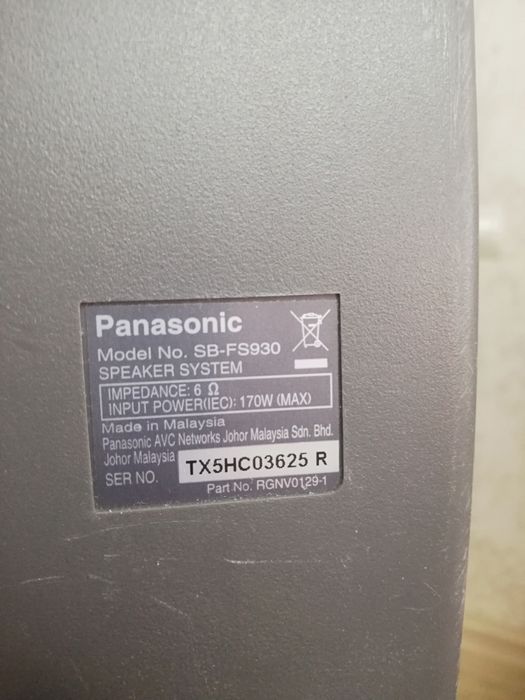 Panasonic
Model No. SB-FS930
SPEAKER SYSTEM
IMPEDANCE: 6 Ω
INPUT POWER(IEC): 170W (MAX)
Made in Malaysia
Panasonic AVC Networks Johor Malaysia Sdn. Bhd.
Johor Malaysia
SER NO. TX5HC03625 R
Part No. RGNV0129-1